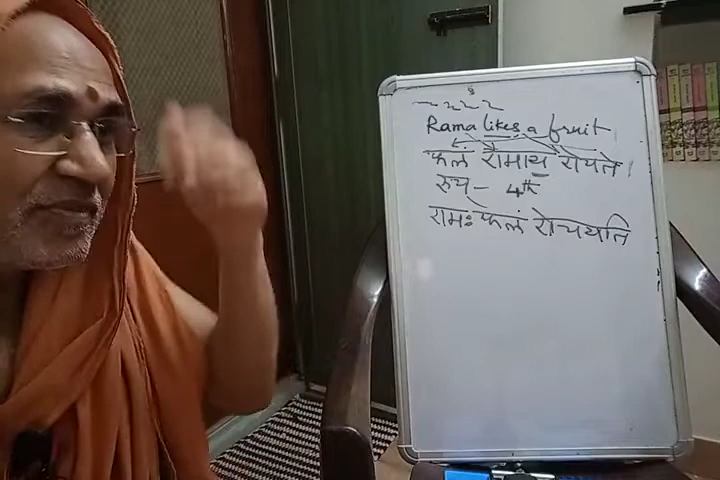 Rama likes a fruit
फलं रामाय रोचते
रुच् - 4th
रामः फलं रोचयति